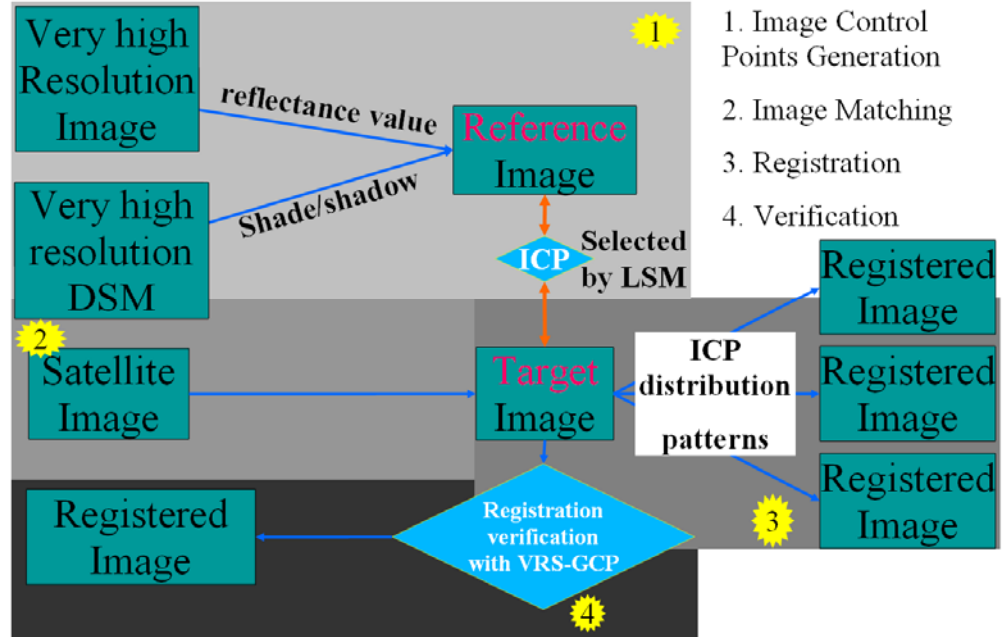 Very high
Resolution
Image
reflectance value
1
Reference
Image
Very high
resolution
DSM
Shade/shadow
ICP
Selected
by LSM
1. Image Control
Points Generation
2. Image Matching
3. Registration
4. Verification
2
Satellite
Image
Target
Image
ICP
distribution
patterns
Registered
Image
Registered
Image
Registered
Image
3
Registered
Image
Registration
verification
with VRS-GCP
4